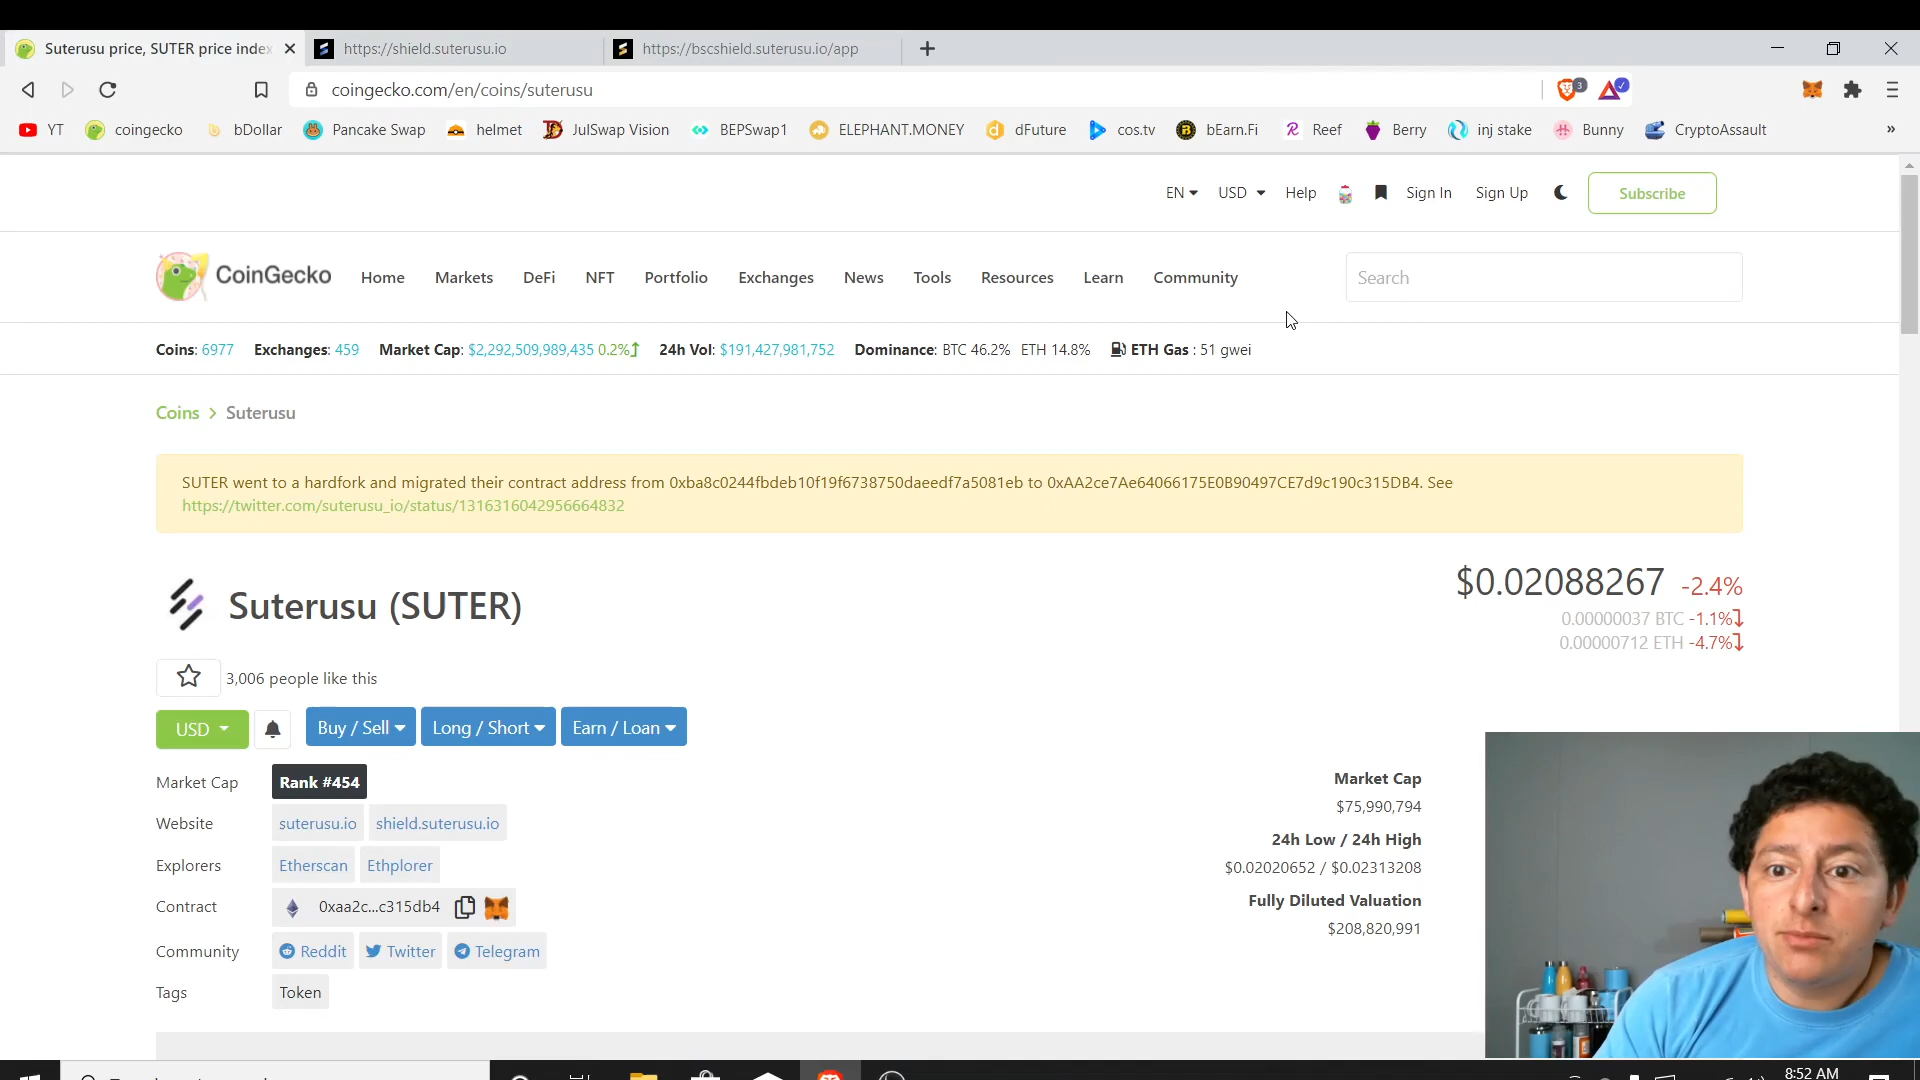 Suterusu price, SUTER price index
https://shield.suterusu.io
https://bscshield.suterusu.io/app
coingecko.com/en/coins/suterusu
3
YT
coingecko
bDollar
Pancake Swap
helmet
JulSwap Vision
BEPSwap1
ELEPHANT.MONEY
dFuture
cos.tv
bEarn.Fi
Reef
Berry
inj stake
Bunny
CryptoAssault
»
EN
USD
Help
Sign In
Sign Up
Subscribe
CoinGecko
Home
Markets
DeFi
NFT
Portfolio
Exchanges
News
Tools
Resources
Learn
Community
Search
Coins: 6977 Exchanges: 459 Market Cap: $2,292,509,989,435 0.2% 24h Vol: $191,427,981,752 Dominance: BTC 46.2% ETH 14.8% ETH Gas : 51 gwei
Coins > Suterusu
SUTER went to a hardfork and migrated their contract address from 0xba8c0244fbdeb10f19f6738750daeedf7a5081eb to 0xAA2ce7Ae64066175E0B90497CE7d9c190c315DB4. See
https://twitter.com/suterusu_io/status/1316316042956664832
Suterusu (SUTER)
$0.02088267 -2.4%
0.00000037 BTC -1.1%
0.00000712 ETH -4.7%
3,006 people like this
USD
Buy / Sell
Long / Short
Earn / Loan
Market Cap Rank #454
Website suterusu.io shield.suterusu.io
Explorers Etherscan Ethplorer
Contract 0xaa2c...c315db4
Community Reddit Twitter Telegram
Tags Token
Market Cap
$75,990,794
24h Low / 24h High
$0.02020652 / $0.02313208
Fully Diluted Valuation
$208,820,991
8:52 AM